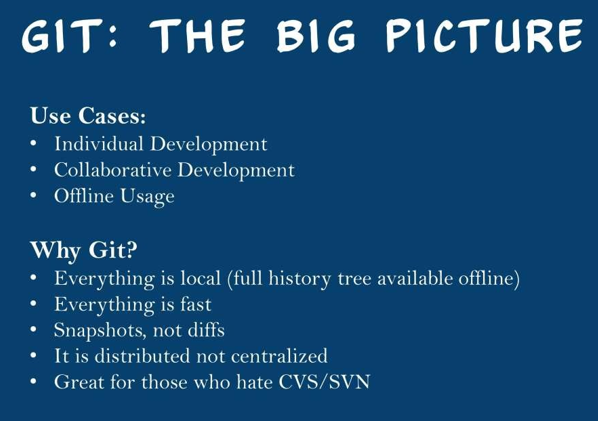 GIT: THE BIG PICTURE
Use Cases:
• Individual Development
• Collaborative Development
• Offline Usage
Why Git?
• Everything is local (full history tree available offline)
• Everything is fast
• Snapshots, not diffs
• It is distributed not centralized
• Great for those who hate CVS/SVN